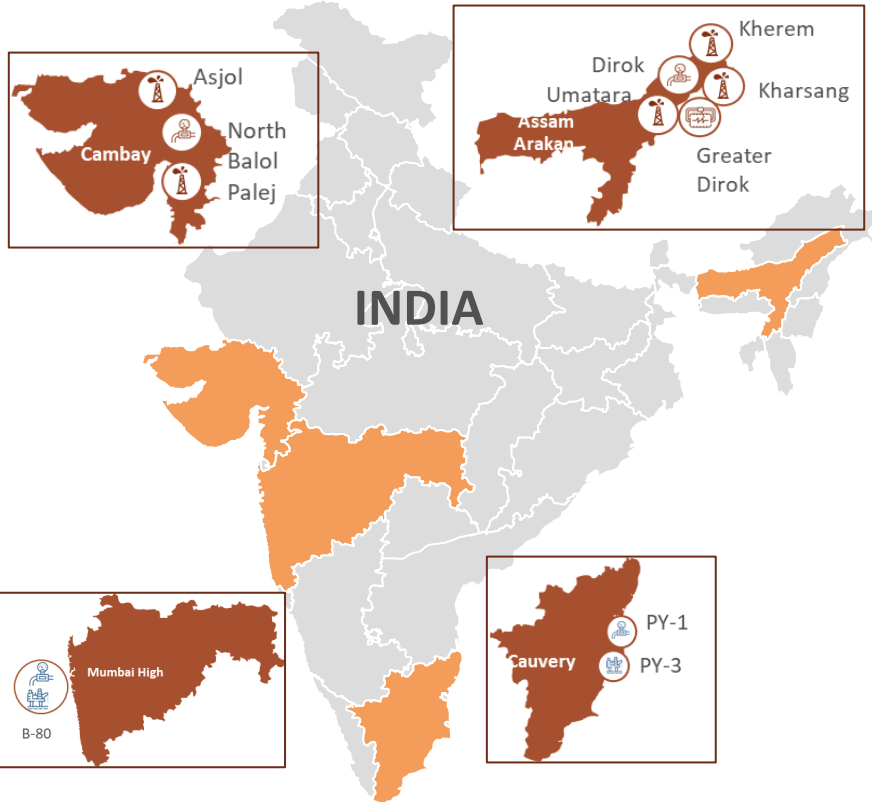 Asjol
North
Balol
Cambay
Palej
Kherem
Dirok
Kharsang
Umatara
Assam
Arakan
Greater
Dirok
INDIA
Mumbai High
B-80
PY-1
Cauvery
PY-3